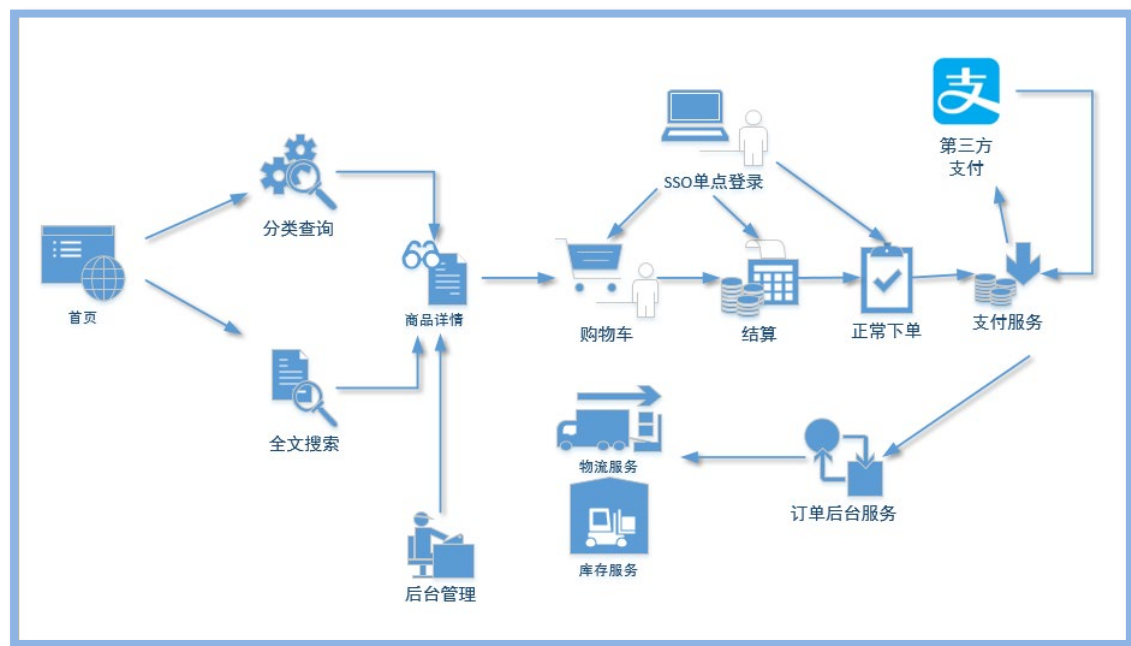 支
第三方
支付
SSO单点登录
分类查询
首页
商品详情
购物车
结算
正常下单
支付服务
全文搜索
物流服务
订单后台服务
库存服务
后台管理